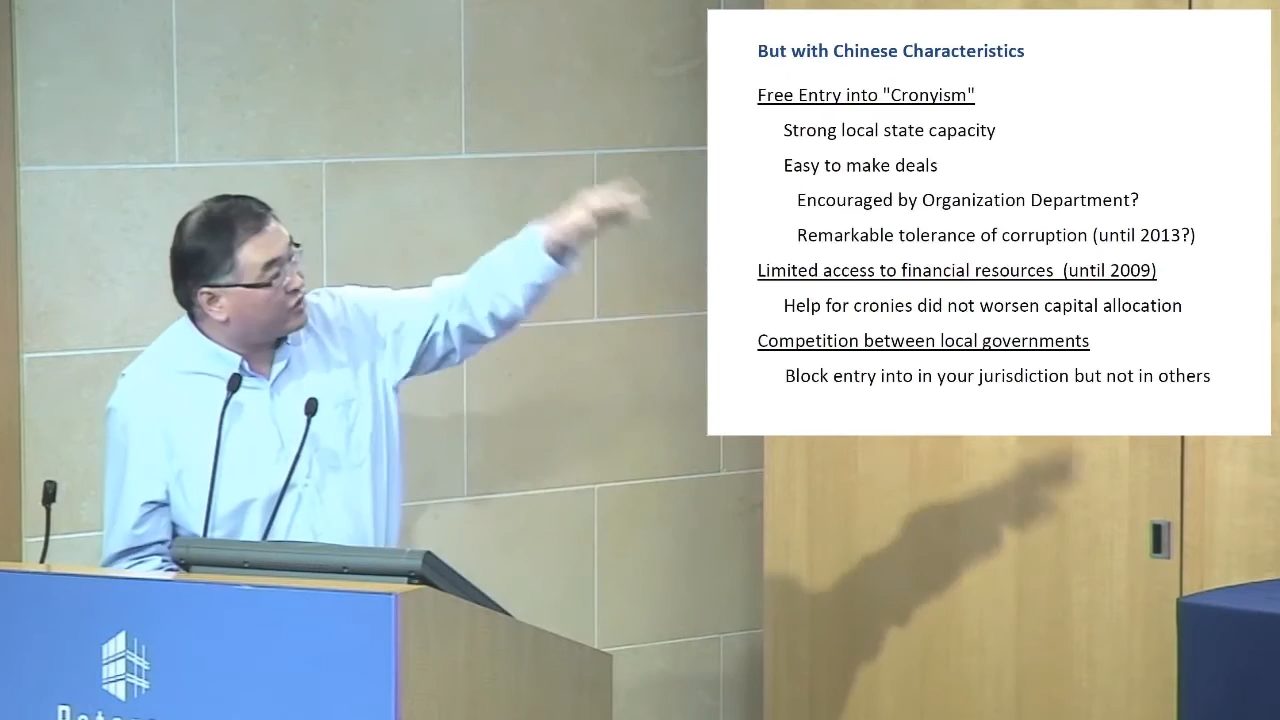 But with Chinese Characteristics
Free Entry into "Cronyism"
Strong local state capacity
Easy to make deals
Encouraged by Organization Department?
Remarkable tolerance of corruption (until 2013?)
Limited access to financial resources  (until 2009)
Help for cronies did not worsen capital allocation
Competition between local governments
Block entry into in your jurisdiction but not in others